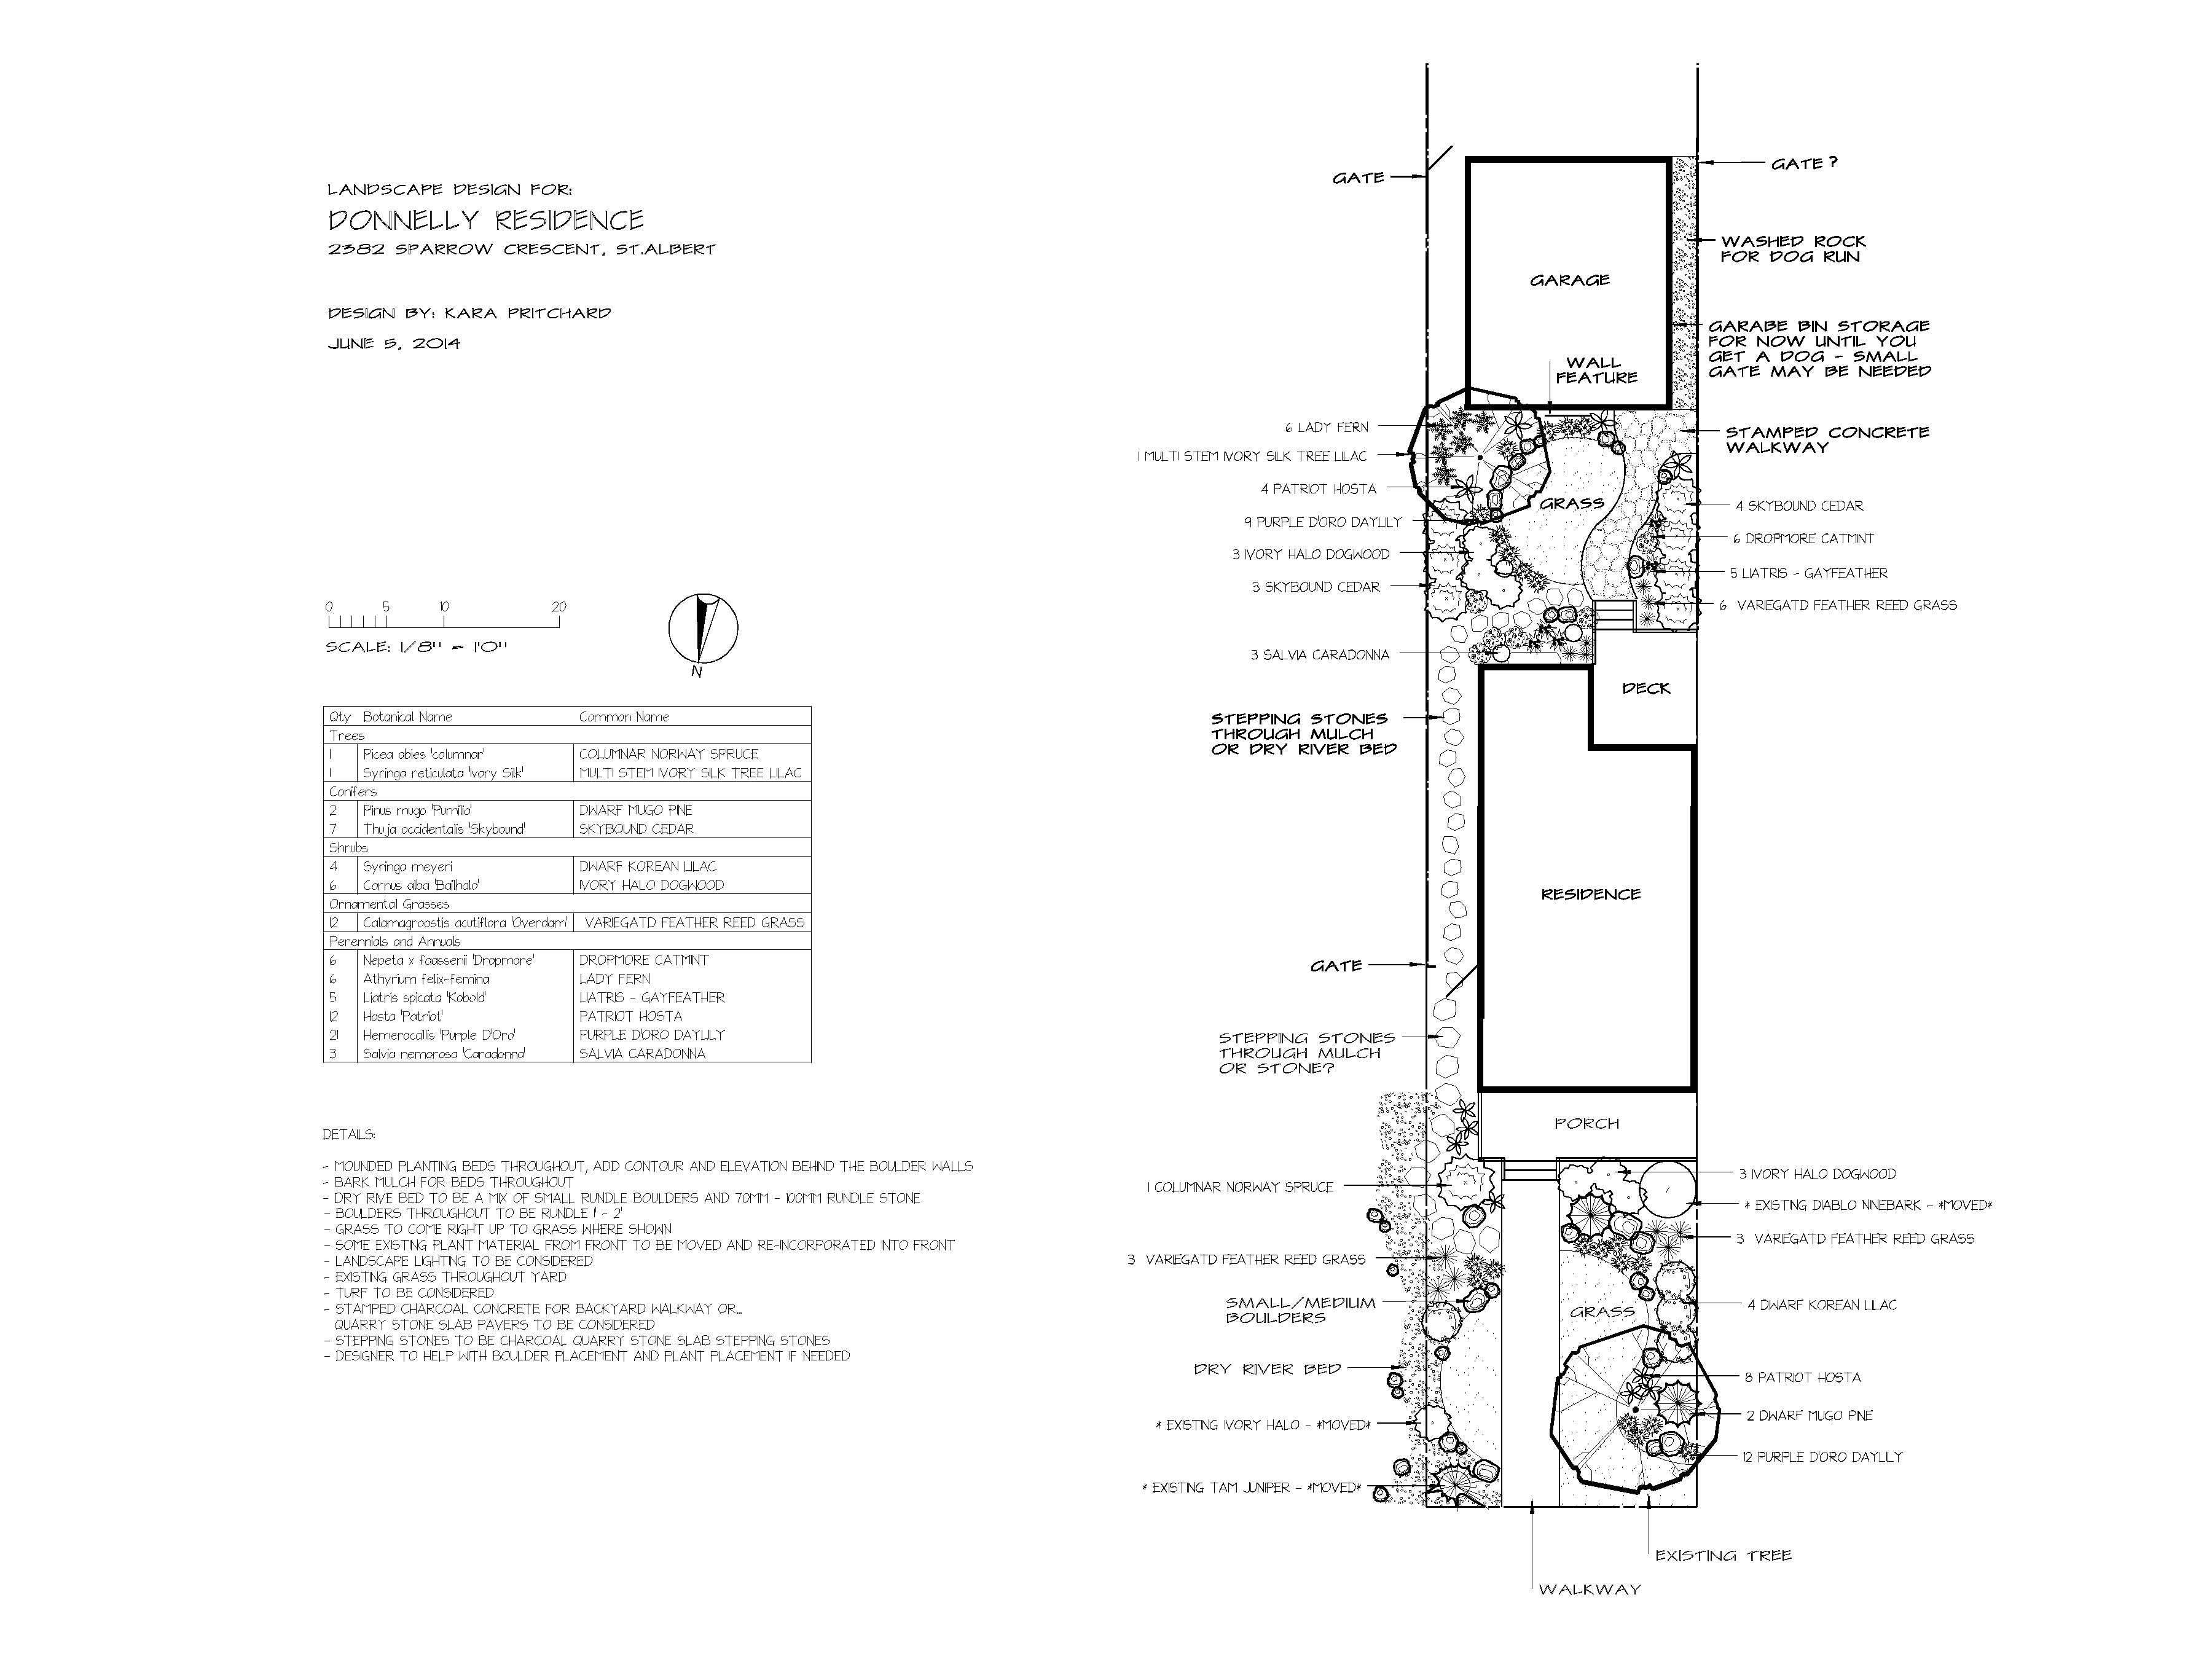 LANDSCAPE DESIGN FOR:
DONNELLY RESIDENCE
2382 SPARROW CRESCENT, ST.ALBERT
DESIGN BY: KARA PRITCHARD
JUNE 5, 2014
0 5 10 20
SCALE: 1/8" = 1'0"
N
Qty Botanical Name Common Name
Trees
1 Picea abies 'columnar' COLUMNAR NORWAY SPRUCE
1 Syringa reticulata 'Ivory Silk' MULTI STEM IVORY SILK TREE LILAC
Conifers
2 Pinus mugo 'Pumilio' DWARF MUGO PINE
7 Thuja occidentalis 'Skybound' SKYBOUND CEDAR
Shrubs
4 Syringa meyeri DWARF KOREAN LILAC
6 Cornus alba 'Bailhalo' IVORY HALO DOGWOOD
Ornamental Grasses
12 Calamagroostis acutiflora 'Overdam' VARIEGATD FEATHER REED GRASS
Perennials and Annuals
6 Nepeta x faassenii 'Dropmore' DROPMORE CATMINT
6 Athyrium felix-femina LADY FERN
5 Liatris spicata 'Kobold' LIATRIS - GAYFEATHER
12 Hosta 'Patriot' PATRIOT HOSTA
21 Hemerocallis 'Purple D'Oro' PURPLE D'ORO DAYLILY
3 Salvia nemorosa 'Caradonna' SALVIA CARADONNA
DETAILS:
- MOUNDED PLANTING BEDS THROUGHOUT, ADD CONTOUR AND ELEVATION BEHIND THE BOULDER WALLS
- BARK MULCH FOR BEDS THROUGHOUT
- DRY RIVE BED TO BE A MIX OF SMALL RUNDLE BOULDERS AND 70MM - 100MM RUNDLE STONE
- BOULDERS THROUGHOUT TO BE RUNDLE 1' - 2'
- GRASS TO COME RIGHT UP TO GRASS WHERE SHOWN
- SOME EXISTING PLANT MATERIAL FROM FRONT TO BE MOVED AND RE-INCORPORATED INTO FRONT
- LANDSCAPE LIGHTING TO BE CONSIDERED
- EXISTING GRASS THROUGHOUT YARD
- TURF TO BE CONSIDERED
- STAMPED CHARCOAL CONCRETE FOR BACKYARD WALKWAY OR...
QUARRY STONE SLAB PAVERS TO BE CONSIDERED
- STEPPING STONES TO BE CHARCOAL QUARRY STONE SLAB STEPPING STONES
- DESIGNER TO HELP WITH BOULDER PLACEMENT AND PLANT PLACEMENT IF NEEDED
GATE
6 LADY FERN
1 MULTI STEM IVORY SILK TREE LILAC
4 PATRIOT HOSTA
9 PURPLE D'ORO DAYLILY
3 IVORY HALO DOGWOOD
3 SKYBOUND CEDAR
3 SALVIA CARADONNA
STEPPING STONES
THROUGH MULCH
OR DRY RIVER BED
GATE
STEPPING STONES
THROUGH MULCH
OR STONE?
1 COLUMNAR NORWAY SPRUCE
3 VARIEGATD FEATHER REED GRASS
SMALL/MEDIUM
BOULDERS
DRY RIVER BED
* EXISTING IVORY HALO - *MOVED*
* EXISTING TAM JUNIPER - *MOVED*
GARAGE
WALL
FEATURE
GRASS
DECK
RESIDENCE
PORCH
GRASS
GATE ?
WASHED ROCK
FOR DOG RUN
GARABE BIN STORAGE
FOR NOW UNTIL YOU
GET A DOG - SMALL
GATE MAY BE NEEDED
STAMPED CONCRETE
WALKWAY
4 SKYBOUND CEDAR
6 DROPMORE CATMINT
5 LIATRIS - GAYFEATHER
6 VARIEGATD FEATHER REED GRASS
3 IVORY HALO DOGWOOD
* EXISTING DIABLO NINEBARK - *MOVED*
3 VARIEGATD FEATHER REED GRASS
4 DWARF KOREAN LILAC
8 PATRIOT HOSTA
2 DWARF MUGO PINE
12 PURPLE D'ORO DAYLILY
EXISTING TREE
WALKWAY